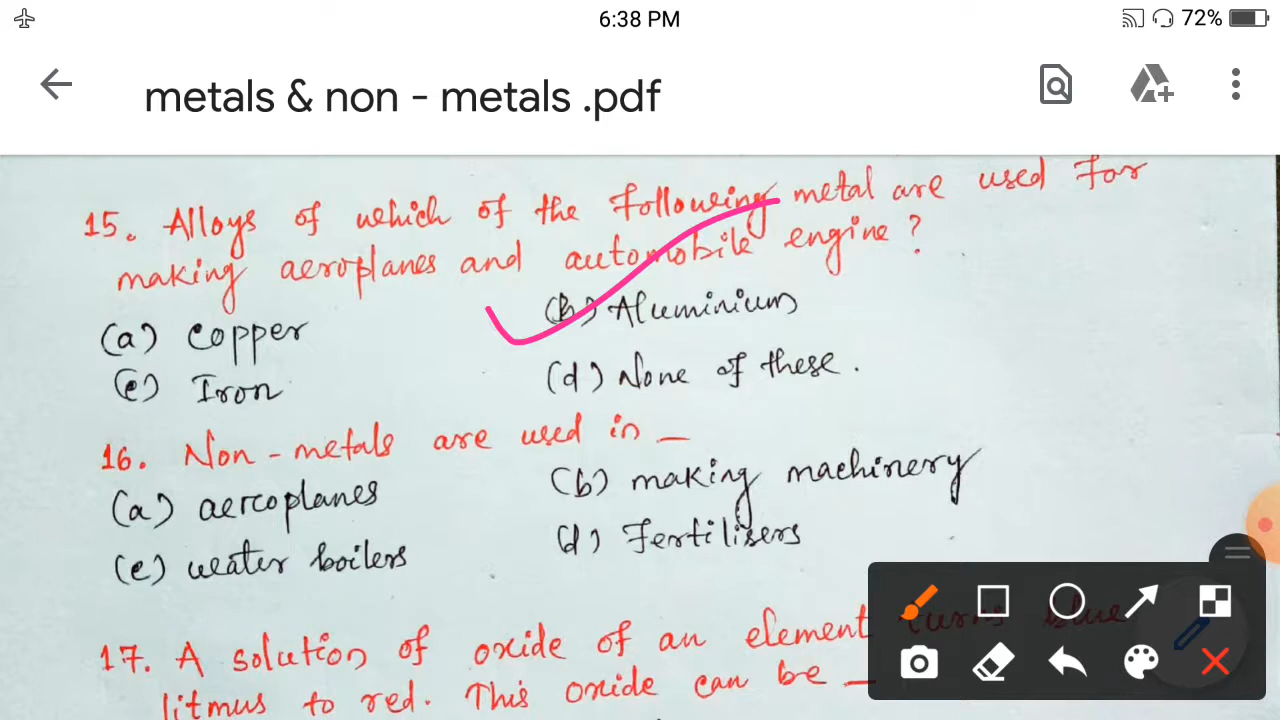 6:38 PM
72%
metals & non - metals .pdf
15. Alloys of which of the following metal are used for
making aeroplanes and automobile engine?
(a) copper
(b) Aluminium
(c) Iron
(d) None of these.
16. Non-metals are used in _
(a) aeroplanes
(b) making machinery
(c) water boilers
(d) Fertilisers
17. A solution of oxide of an element turns blue
litmus to red. This oxide can be _